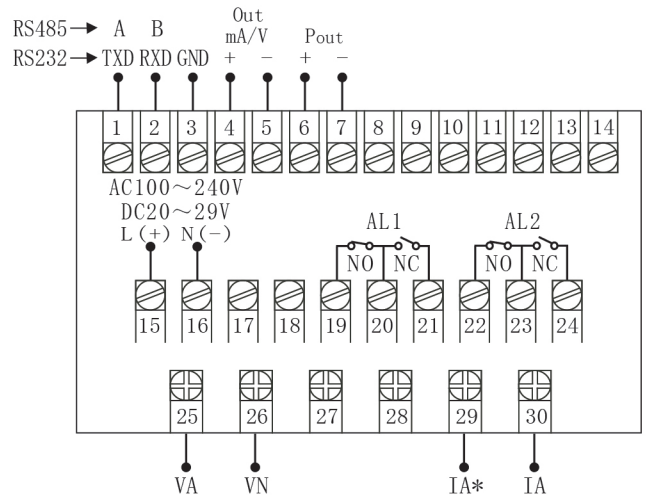 Out
RS485 A B mA/V Pout
RS232 TXD RXD GND + − + −
1 2 3 4 5 6 7 8 9 10 11 12 13 14
AC100～240V
DC20～29V
L(+) N(−)
AL1 AL2
NO NC NO NC
15 16 17 18 19 20 21 22 23 24
25 26 27 28 29 30
VA VN IA* IA